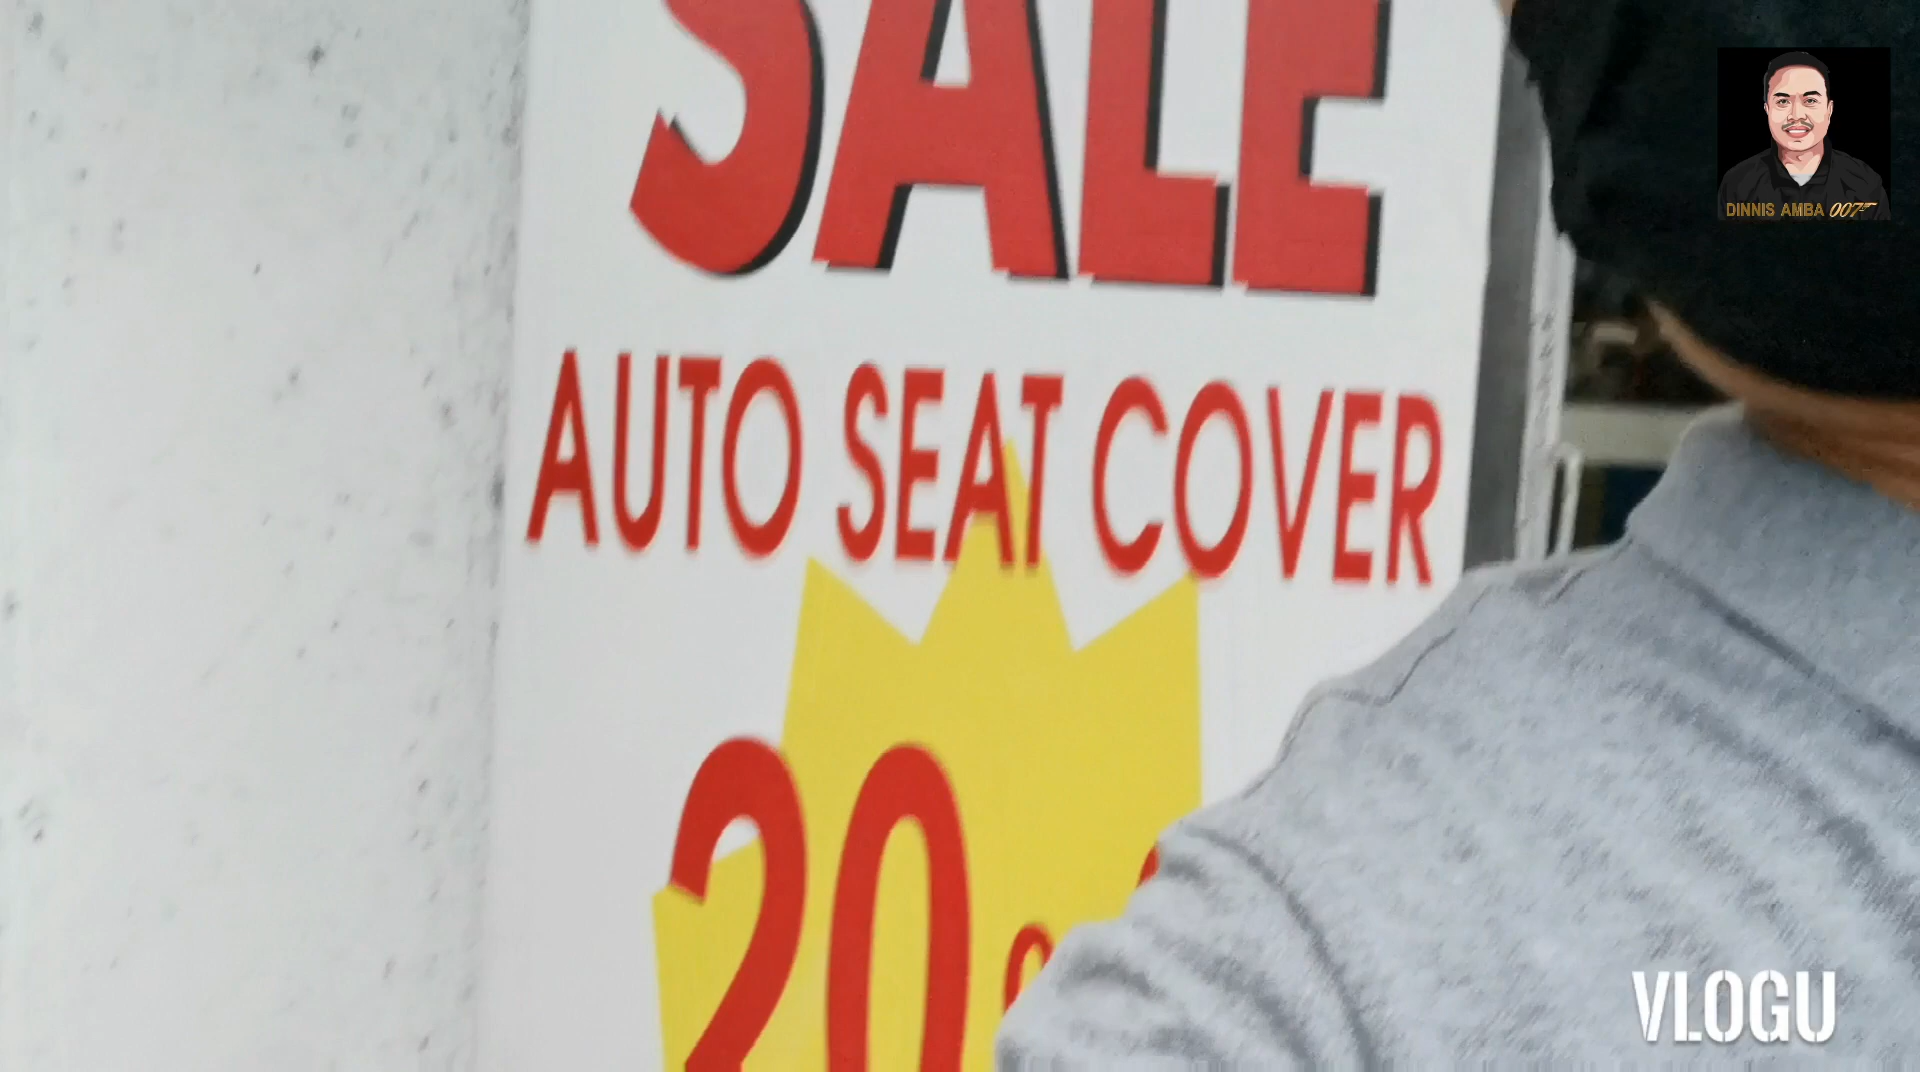 SALE
AUTO SEAT COVER
20
DINNIS AMBA 007
VLOGU